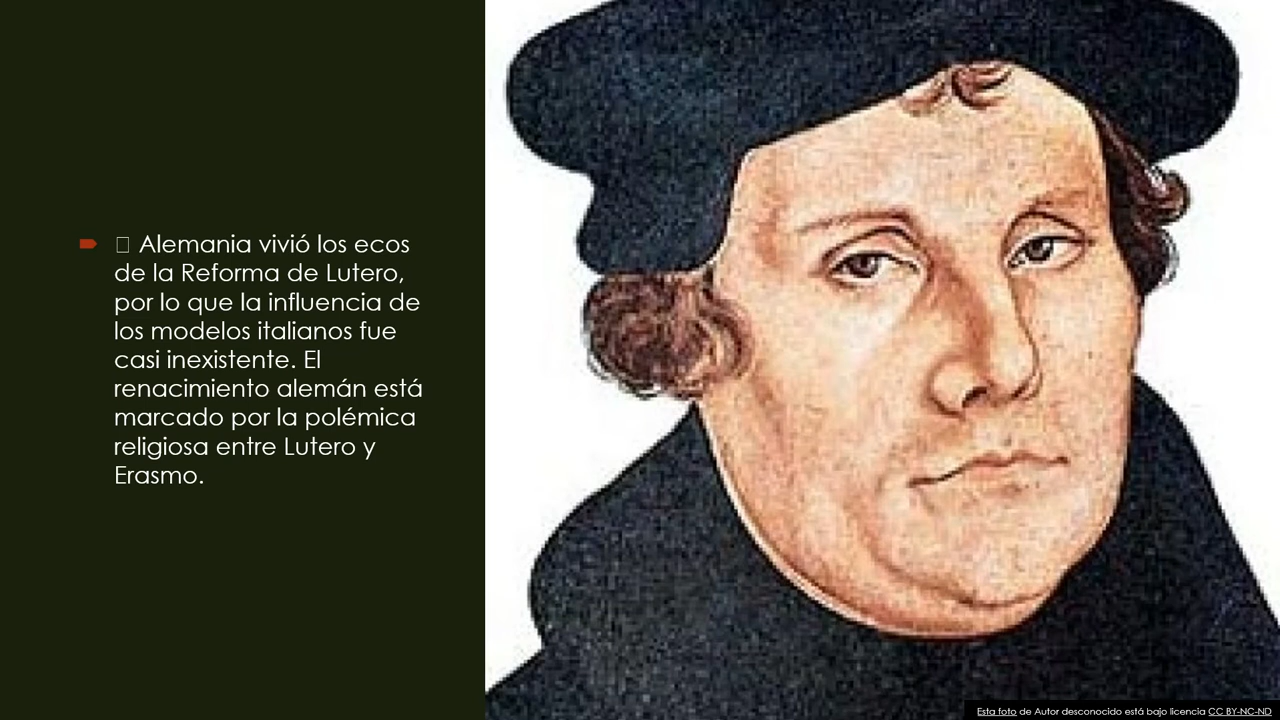 ▯ Alemania vivió los ecos
de la Reforma de Lutero,
por lo que la influencia de
los modelos italianos fue
casi inexistente. El
renacimiento alemán está
marcado por la polémica
religiosa entre Lutero y
Erasmo.
Esta foto de Autor desconocido está bajo licencia CC BY-NC-ND